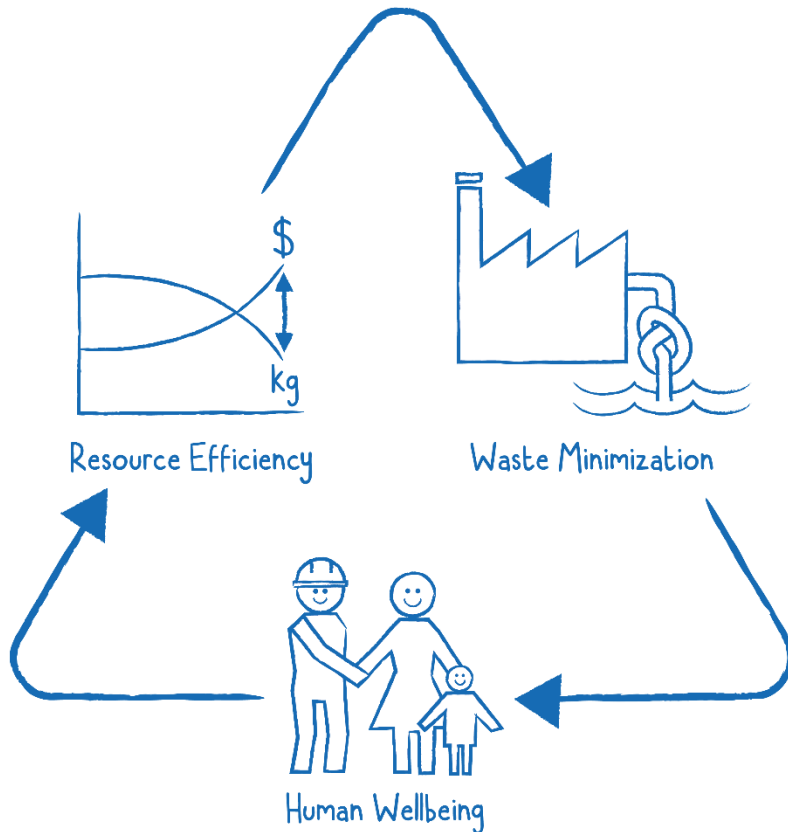 $
kg
Resource Efficiency
Waste Minimization
Human Wellbeing